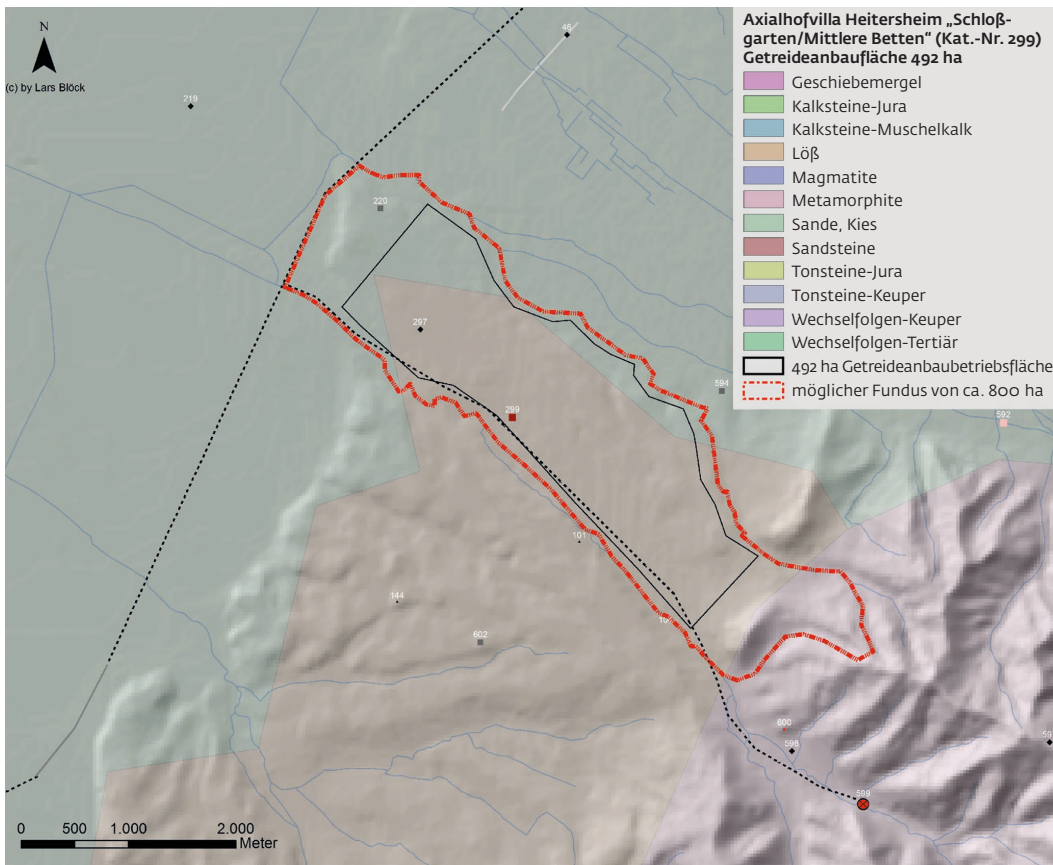 Axialhofvilla Heitersheim „Schloß-
garten/Mittlere Betten“ (Kat.-Nr. 299)
Getreideanbaufläche 492 ha
Geschiebemergel
Kalksteine-Jura
Kalksteine-Muschelkalk
Löß
Magmatite
Metamorphite
Sande, Kies
Sandsteine
Tonsteine-Jura
Tonsteine-Keuper
Wechselfolgen-Keuper
Wechselfolgen-Tertiär
492 ha Getreideanbaubetriebsfläche
möglicher Fundus von ca. 800 ha
N
(c) by Lars Blöck
46
219
220
297
299
594
592
101
144
602
600
598
599
0 500 1.000 2.000
Meter